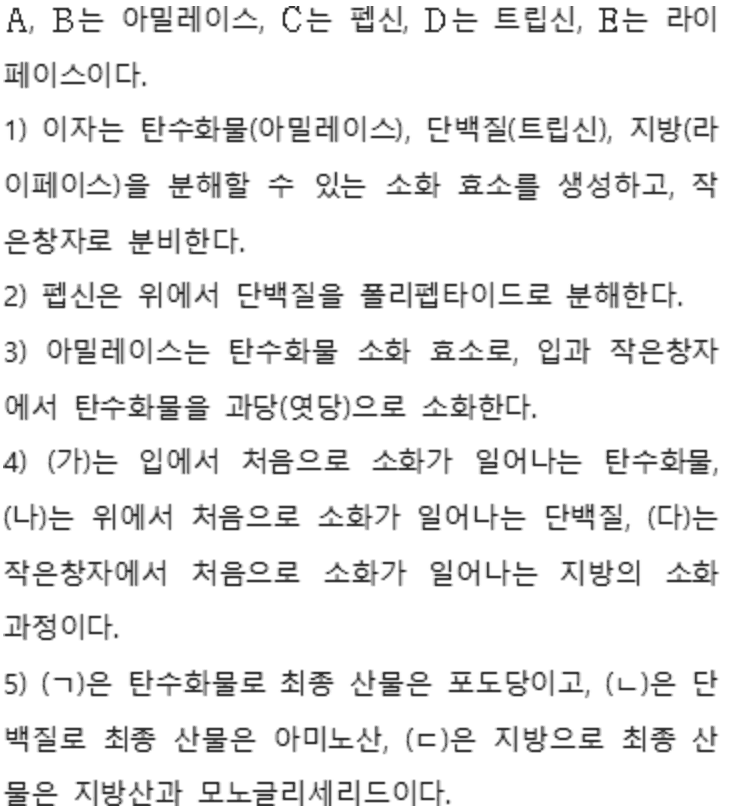 A, B는 아밀레이스, C는 펩신, D는 트립신, E는 라이
페이스이다.
1) 이자는 탄수화물(아밀레이스), 단백질(트립신), 지방(라
이페이스)을 분해할 수 있는 소화 효소를 생성하고, 작
은창자로 분비한다.
2) 펩신은 위에서 단백질을 폴리펩타이드로 분해한다.
3) 아밀레이스는 탄수화물 소화 효소로, 입과 작은창자
에서 탄수화물을 과당(엿당)으로 소화한다.
4) (가)는 입에서 처음으로 소화가 일어나는 탄수화물,
(나)는 위에서 처음으로 소화가 일어나는 단백질, (다)는
작은창자에서 처음으로 소화가 일어나는 지방의 소화
과정이다.
5) (ㄱ)은 탄수화물로 최종 산물은 포도당이고, (ㄴ)은 단
백질로 최종 산물은 아미노산, (ㄷ)은 지방으로 최종 산
물은 지방산과 모노글리세리드이다.